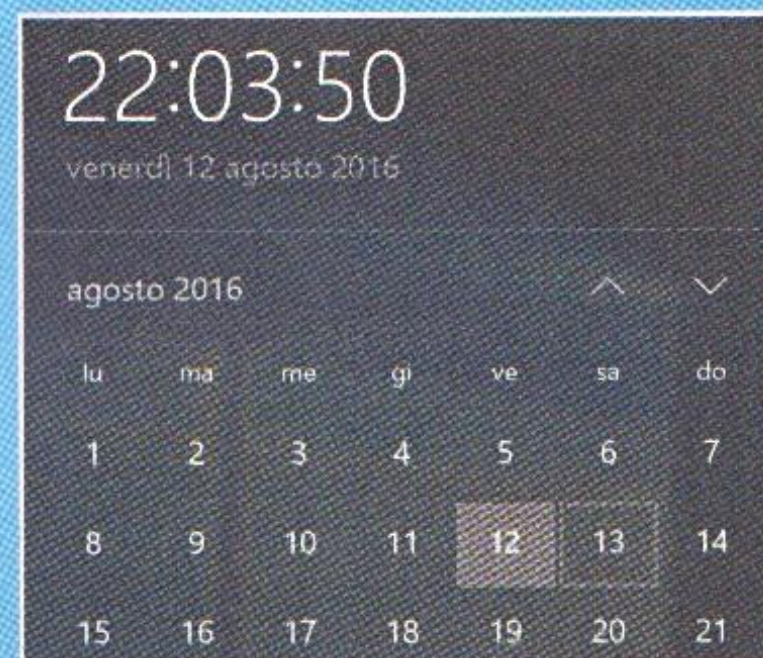 22:03:50
venerdì 12 agosto 2016
agosto 2016
lu ma me gi ve sa do
1 2 3 4 5 6 7
8 9 10 11 12 13 14
15 16 17 18 19 20 21